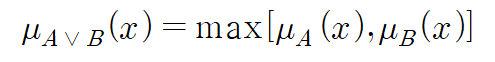 μ_{A ∨ B}(x) = max[μ_A (x), μ_B(x)]